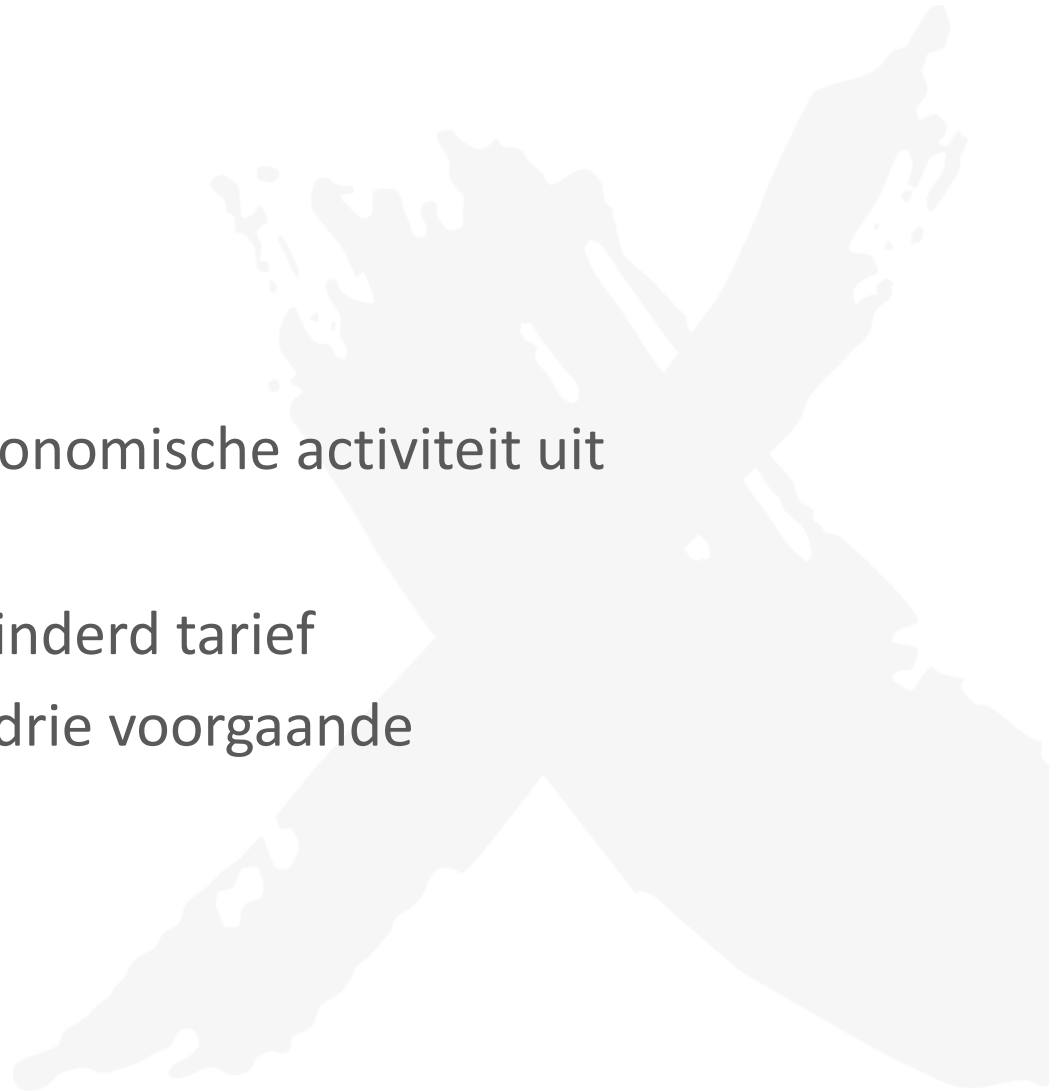 onomische activiteit uit
inderd tarief
drie voorgaande